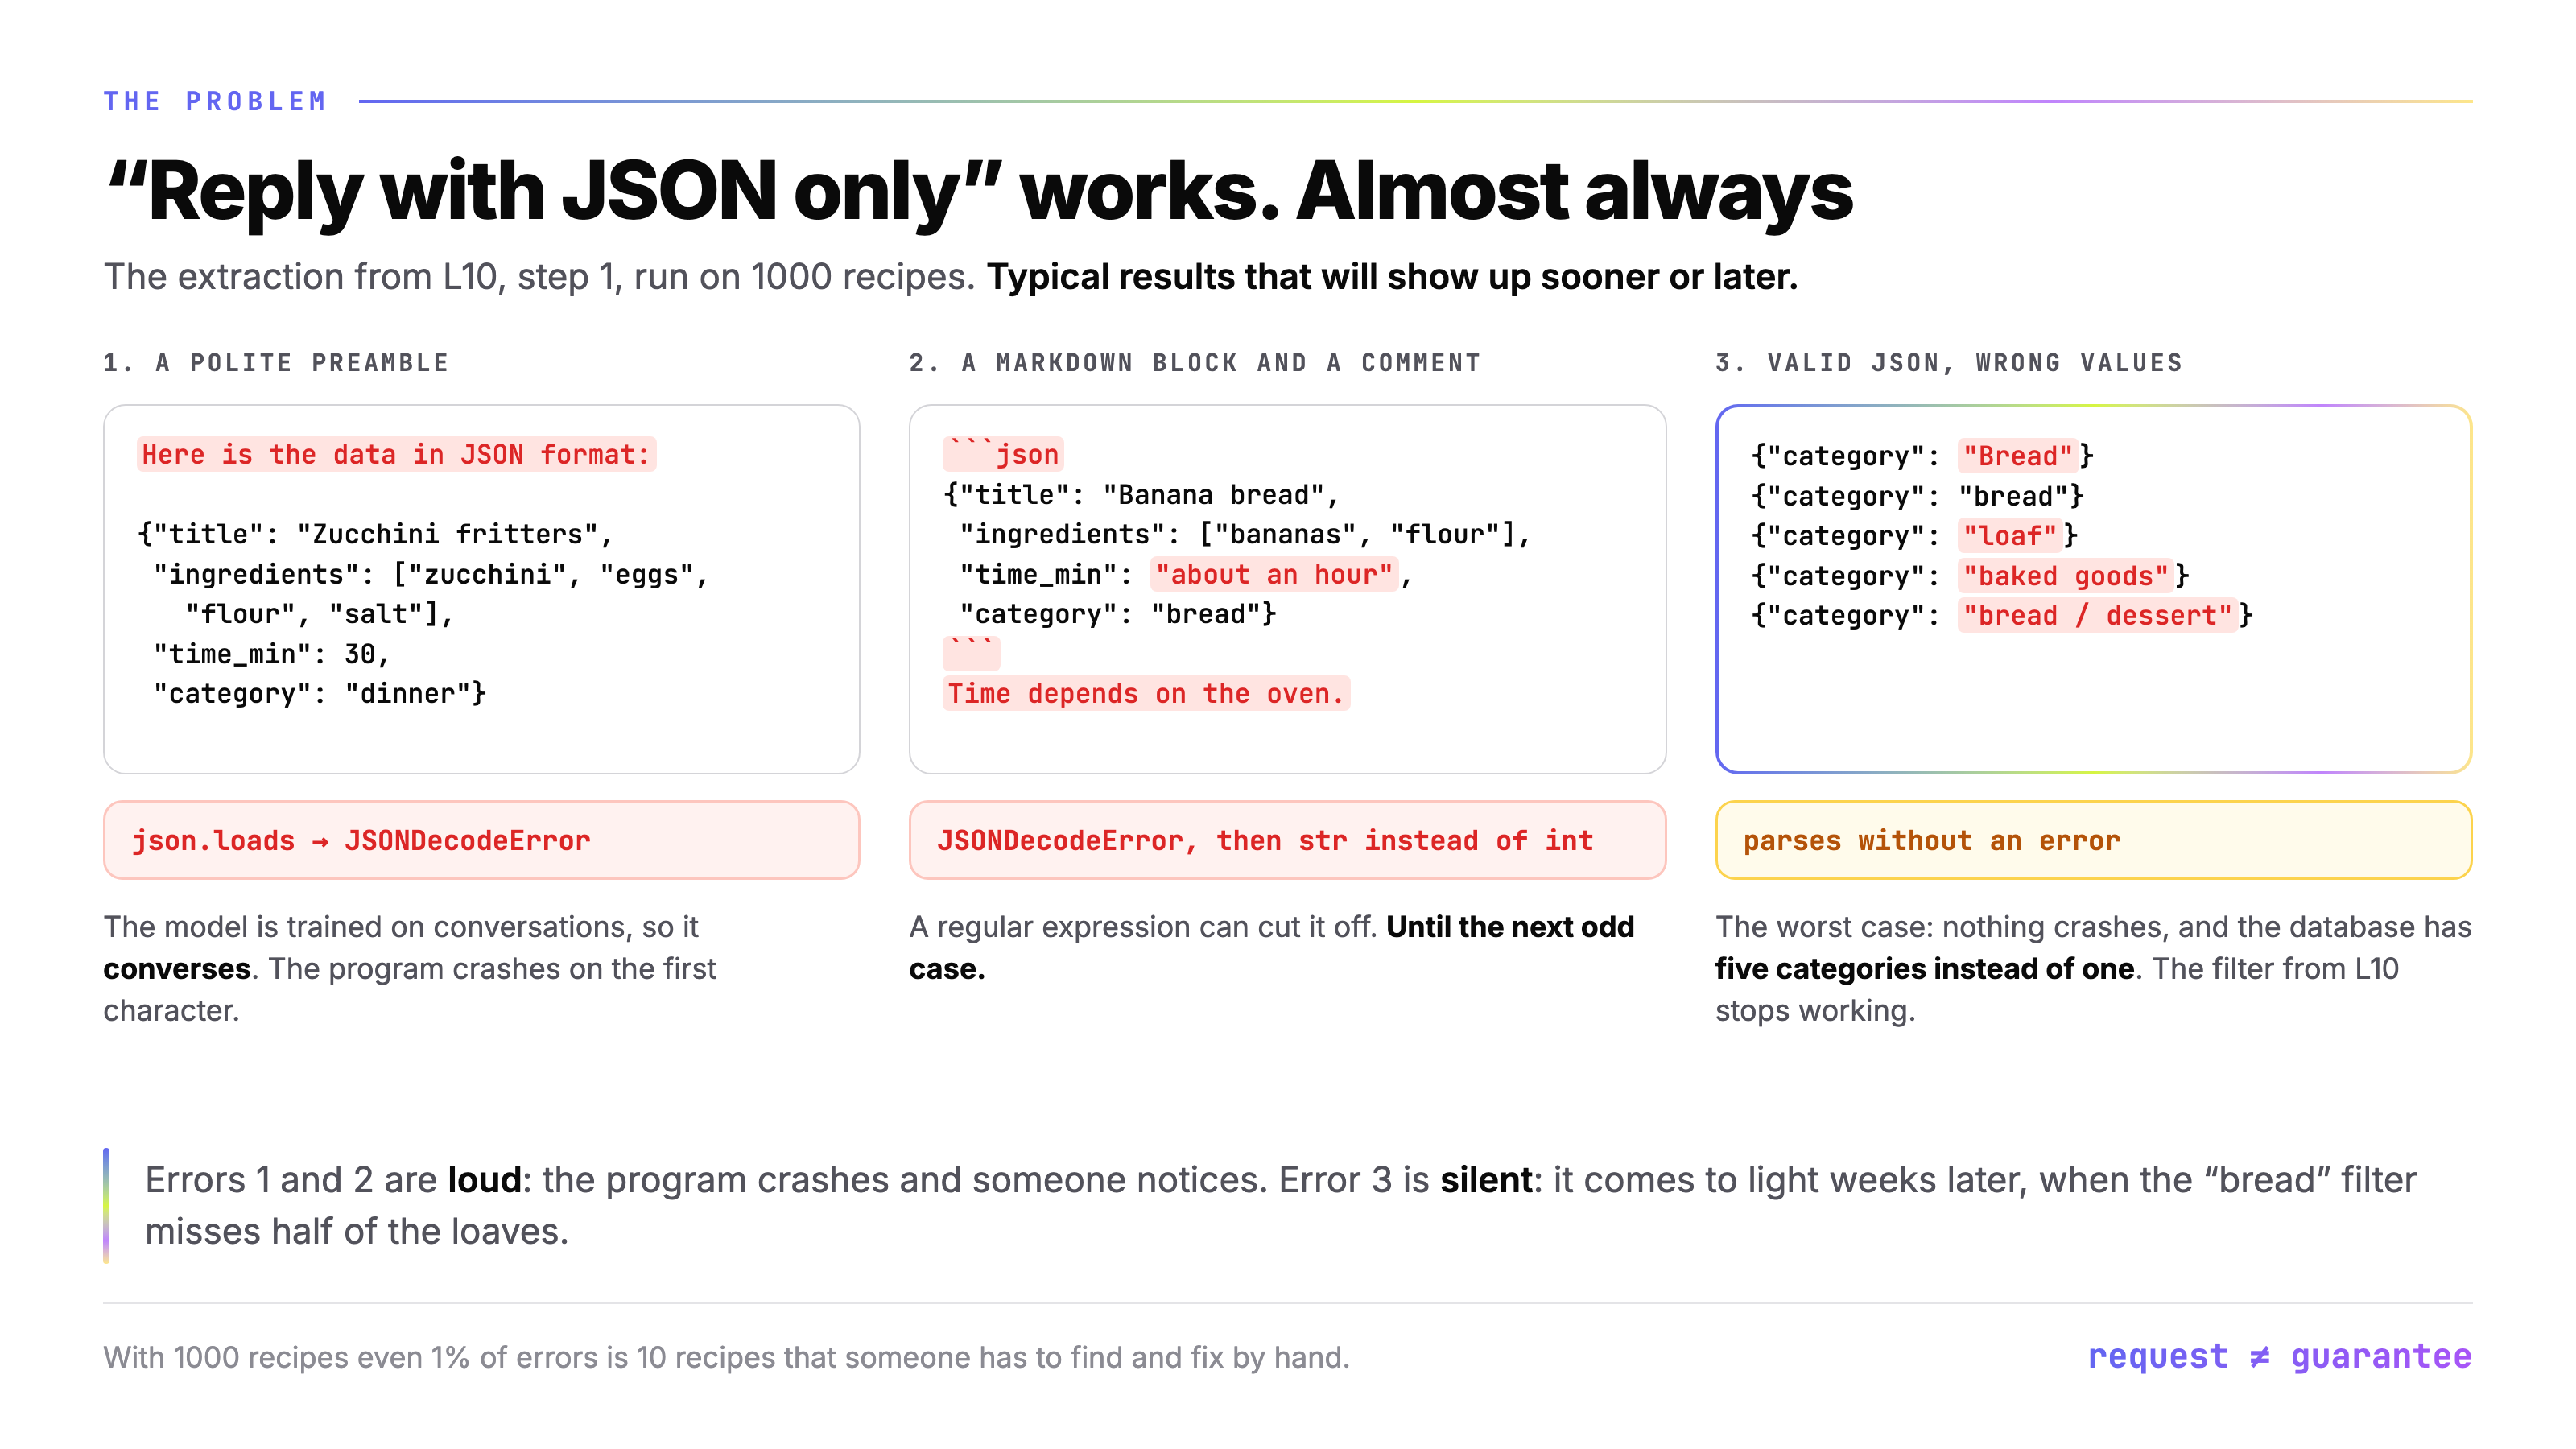 THE PROBLEM
“Reply with JSON only” works. Almost always
The extraction from L10, step 1, run on 1000 recipes. Typical results that will show up sooner or later.
1. A POLITE PREAMBLE
Here is the data in JSON format:
{"title": "Zucchini fritters",
 "ingredients": ["zucchini", "eggs",
   "flour", "salt"],
 "time_min": 30,
 "category": "dinner"}
json.loads → JSONDecodeError
The model is trained on conversations, so it
converses. The program crashes on the first
character.
2. A MARKDOWN BLOCK AND A COMMENT
```json
{"title": "Banana bread",
 "ingredients": ["bananas", "flour"],
 "time_min": "about an hour",
 "category": "bread"}
```
Time depends on the oven.
JSONDecodeError, then str instead of int
A regular expression can cut it off. Until the next odd
case.
3. VALID JSON, WRONG VALUES
{"category": "Bread"}
{"category": "bread"}
{"category": "loaf"}
{"category": "baked goods"}
{"category": "bread / dessert"}
parses without an error
The worst case: nothing crashes, and the database has
five categories instead of one. The filter from L10
stops working.
Errors 1 and 2 are loud: the program crashes and someone notices. Error 3 is silent: it comes to light weeks later, when the “bread” filter
misses half of the loaves.
With 1000 recipes even 1% of errors is 10 recipes that someone has to find and fix by hand.
request ≠ guarantee